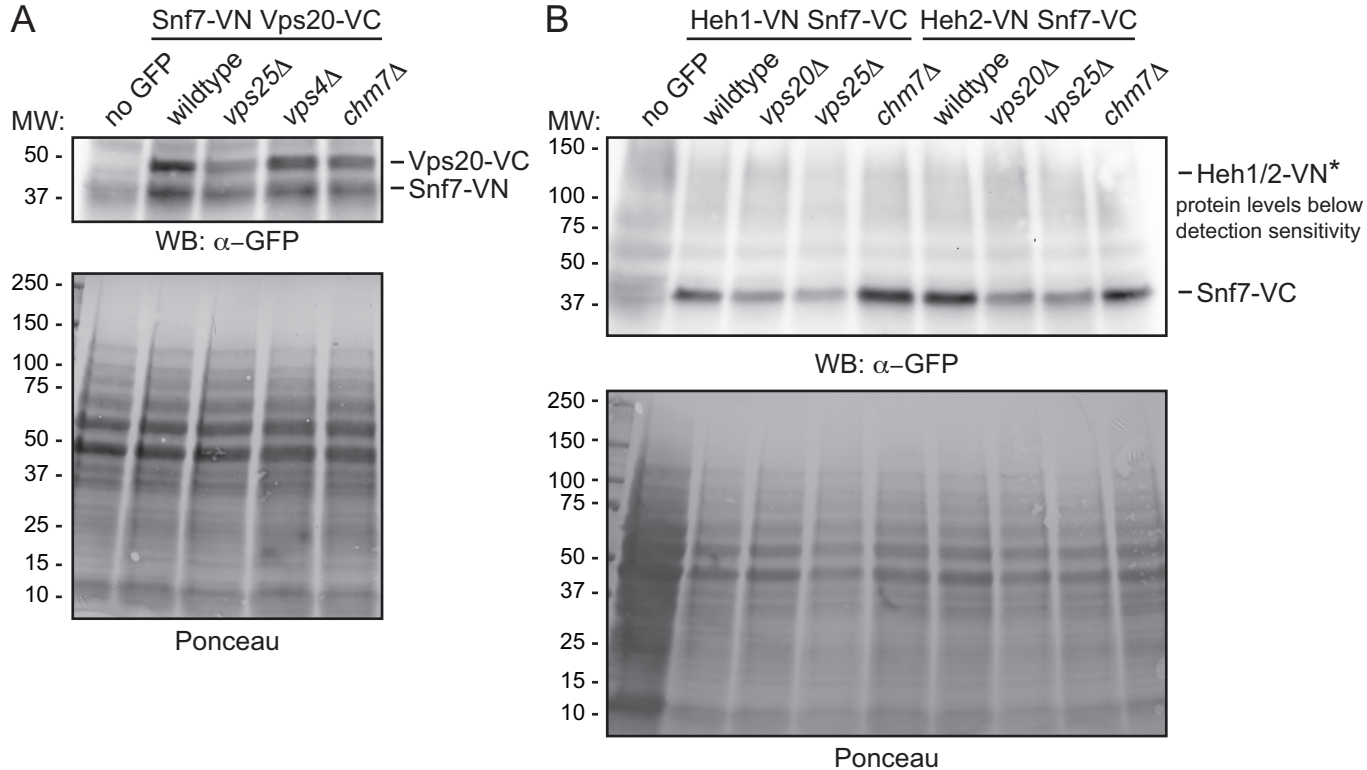 A
Snf7-VN Vps20-VC
no GFP
wildtype
vps25Δ
vps4Δ
chm7Δ
MW:
50 -
37 -
Vps20-VC
Snf7-VN
WB: α-GFP
250 -
150 -
100 -
75 -
50 -
37 -
25 -
15 -
10 -
Ponceau
B
Heh1-VN Snf7-VC
Heh2-VN Snf7-VC
no GFP
wildtype
vps20Δ
vps25Δ
chm7Δ
wildtype
vps20Δ
vps25Δ
chm7Δ
MW:
150 -
100 -
75 -
50 -
37 -
Heh1/2-VN*
protein levels below
detection sensitivity
Snf7-VC
WB: α-GFP
250 -
150 -
100 -
75 -
50 -
37 -
25 -
15 -
10 -
Ponceau